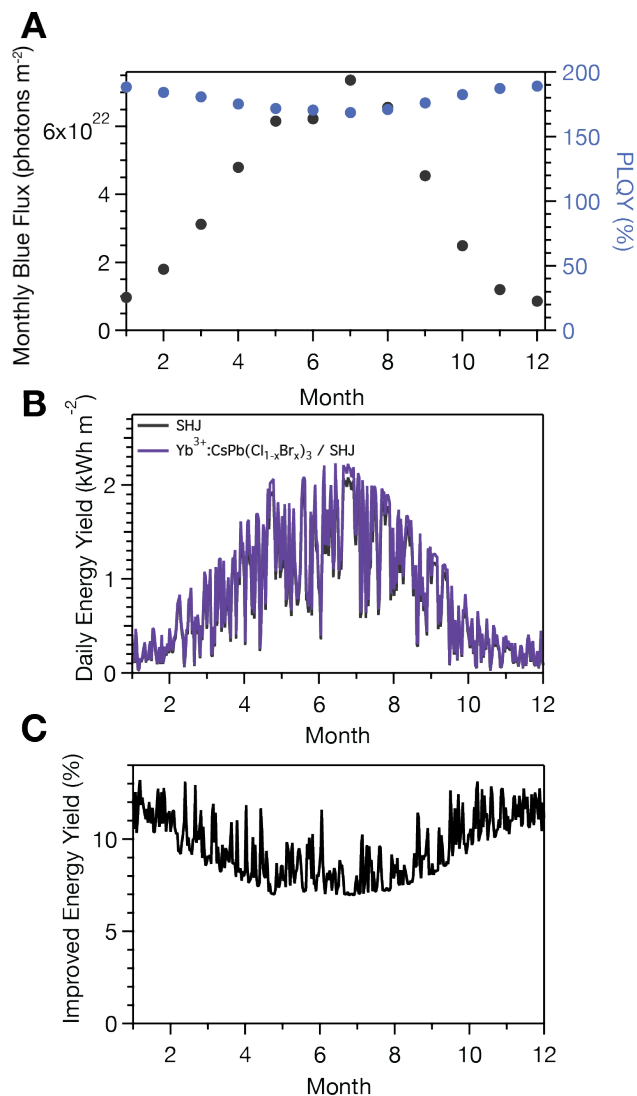 A
Monthly Blue Flux (photons m⁻²)
6x10²²
4
2
0
200
150
100
50
0
PLQY (%)
2 4 6 8 10 12
Month
B
Daily Energy Yield (kWh m⁻²)
SHJ
Yb³⁺:CsPb(Cl₁₋ₓBrₓ)₃ / SHJ
2
1
0
2 4 6 8 10 12
Month
C
Improved Energy Yield (%)
10
5
0
2 4 6 8 10 12
Month